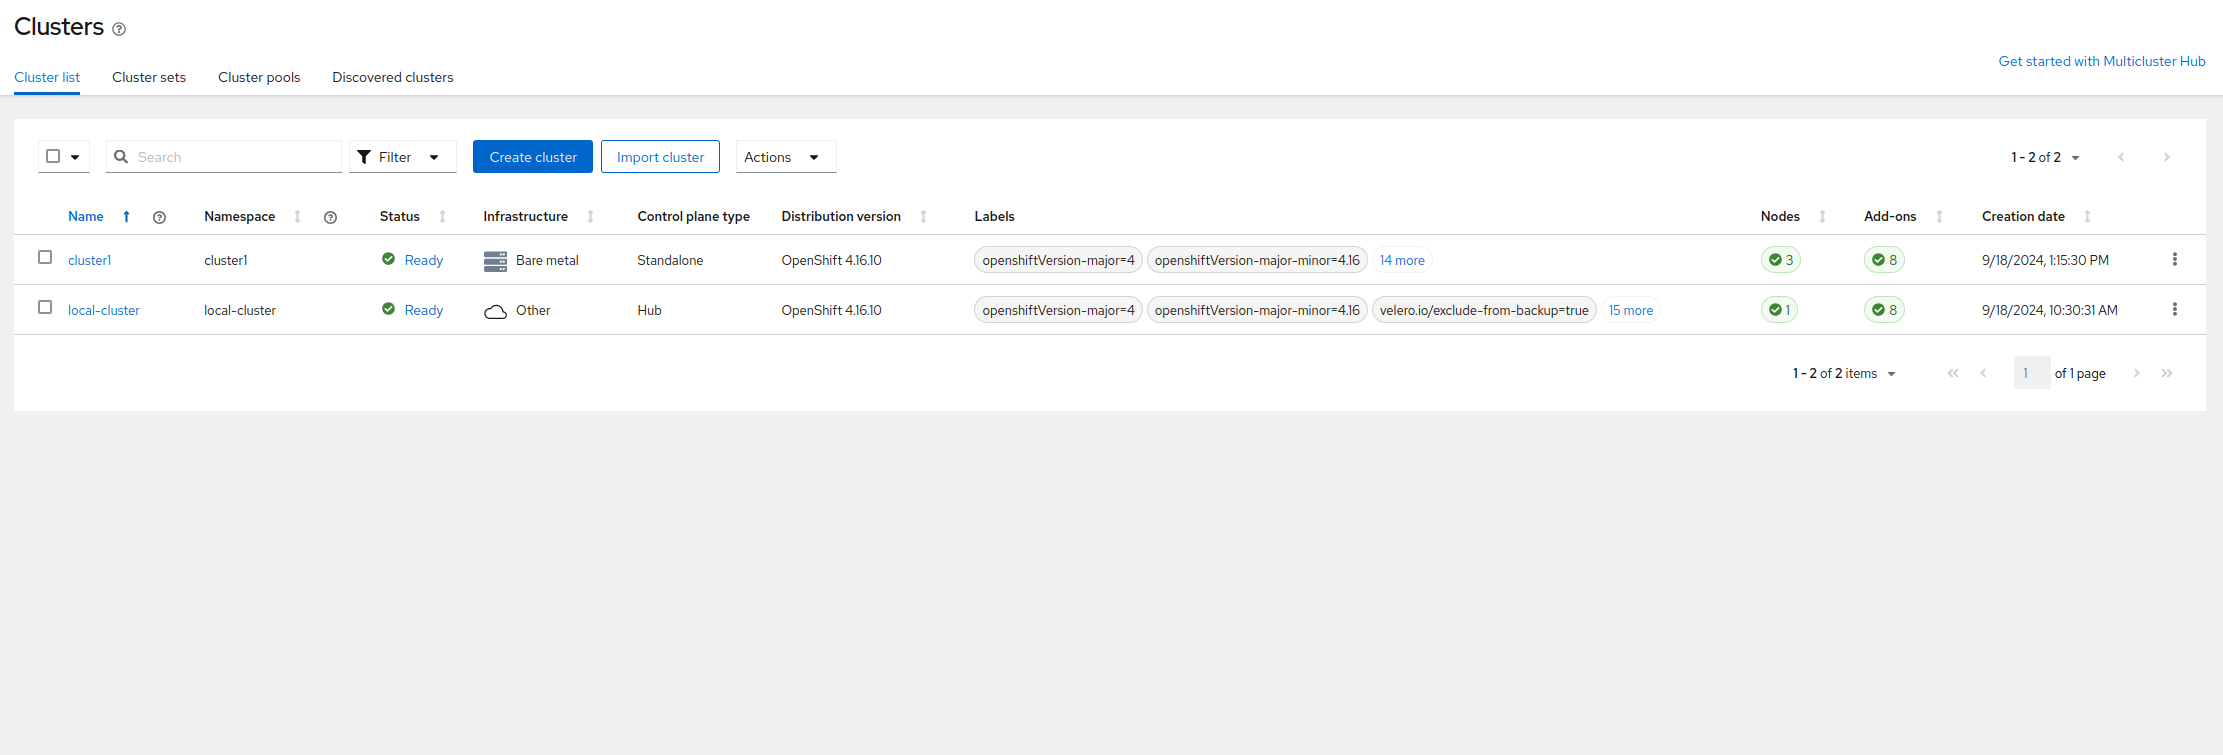 Clusters
Get started with Multicluster Hub
Cluster list Cluster sets Cluster pools Discovered clusters
Search Filter Create cluster Import cluster Actions 1 - 2 of 2
Name Namespace Status Infrastructure Control plane type Distribution version Labels Nodes Add-ons Creation date
cluster1 cluster1 Ready Bare metal Standalone OpenShift 4.16.10 openshiftVersion-major=4 openshiftVersion-major-minor=4.16 14 more 3 8 9/18/2024, 1:15:30 PM
local-cluster local-cluster Ready Other Hub OpenShift 4.16.10 openshiftVersion-major=4 openshiftVersion-major-minor=4.16 velero.io/exclude-from-backup=true 15 more 1 8 9/18/2024, 10:30:31 AM
1 - 2 of 2 items 1 of 1 page